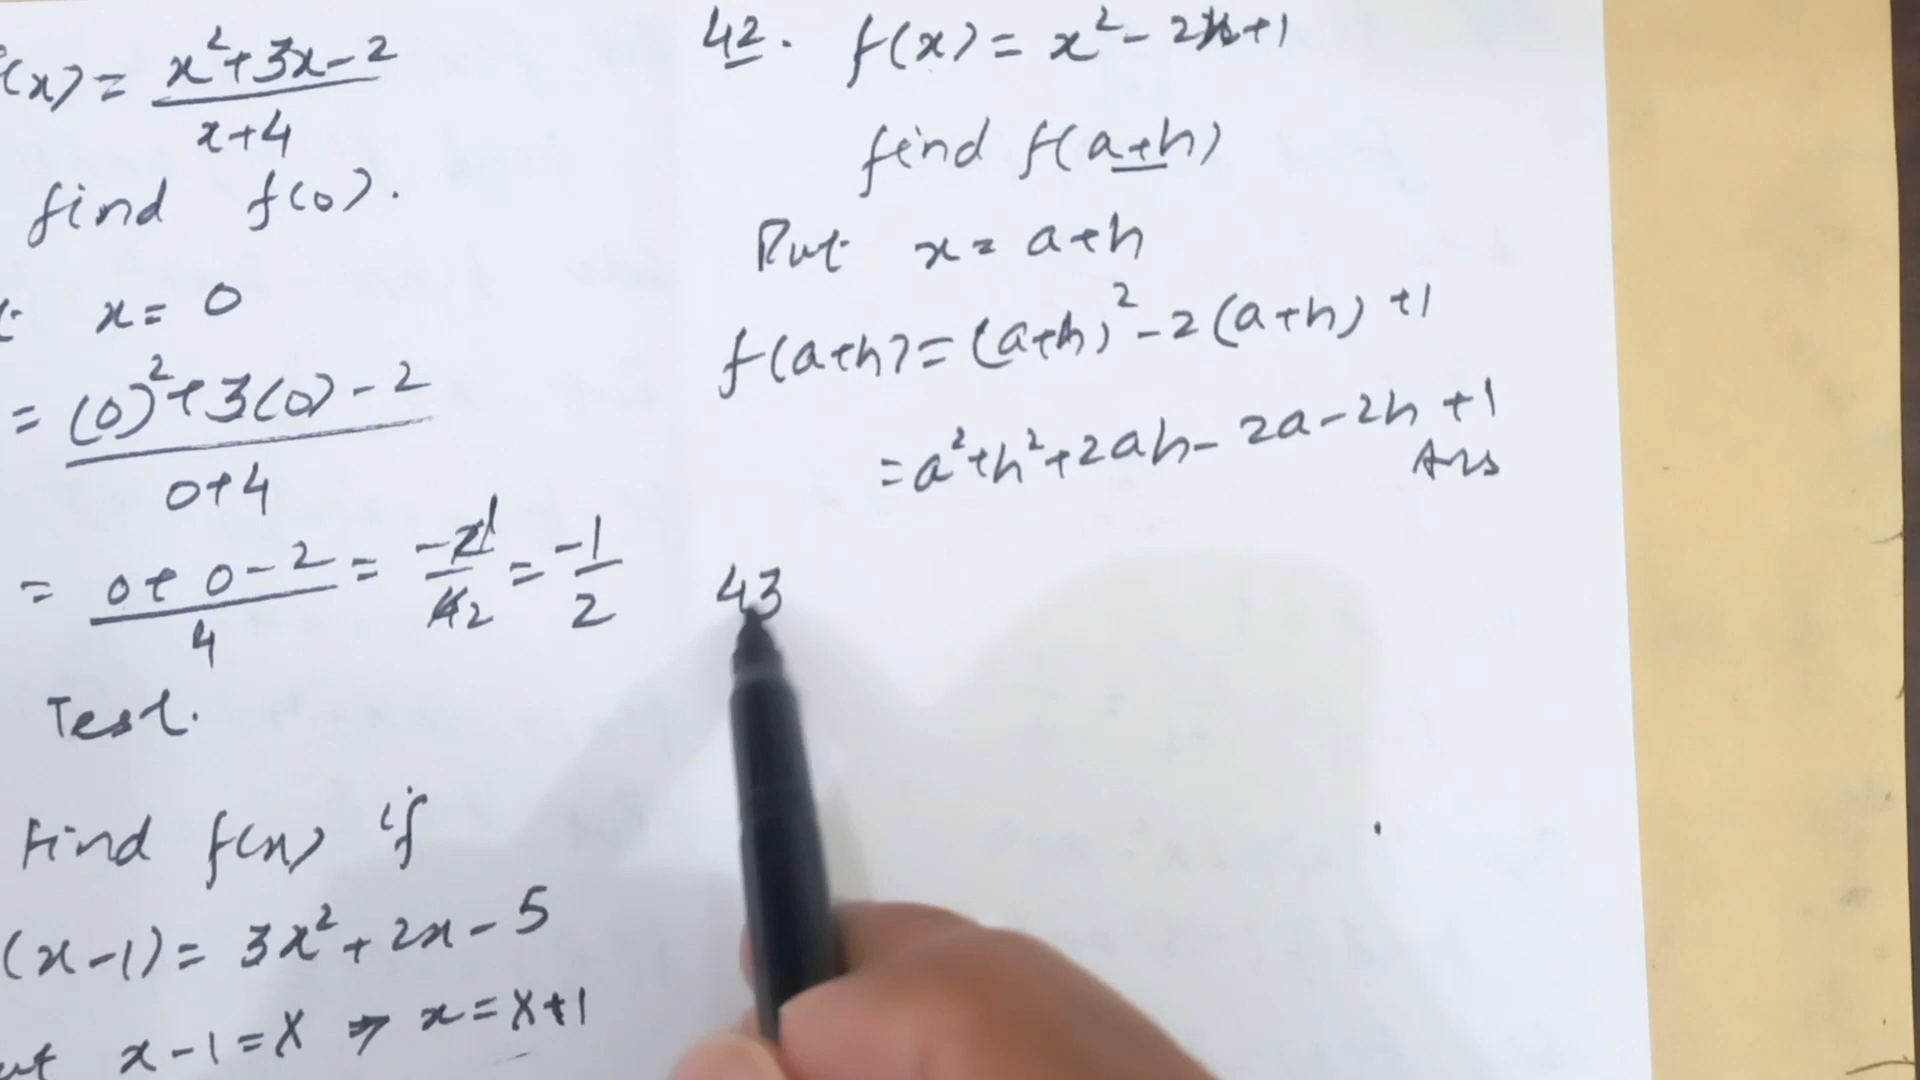 f(x) = x²+3x-2
x+4
find f(0).
x = 0
= (0)²+3(0)-2
0+4
= 0+0-2 = -2 1 = -1
4 4 2 2
Test.
Find f(x) if
(x-1) = 3x²+2x-5
x-1=X ⇒ x=X+1
42. f(x) = x²-2x+1
find f(a+h)
Put x = a+h
f(a+h) = (a+h)²-2(a+h)+1
= a²+h²+2ah-2a-2h+1
Ans
43